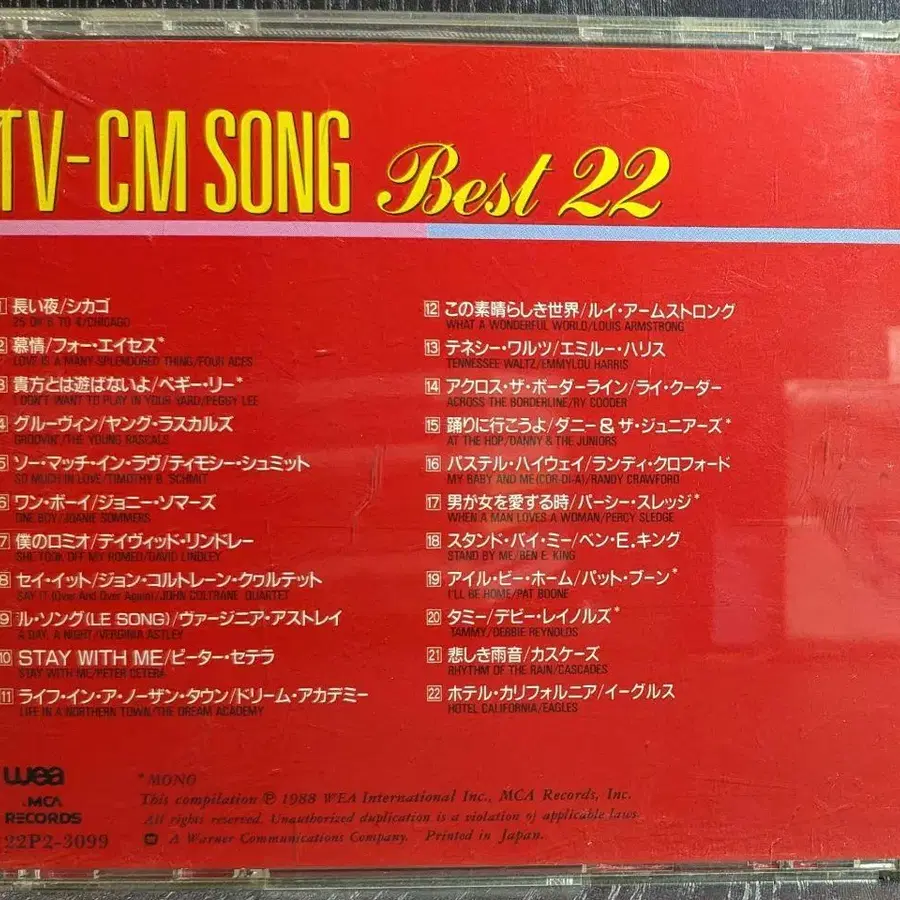 TV-CM SONG Best 22
1 長い夜/シカゴ
25 OR 6 TO 4/CHICAGO
2 慕情/フォー・エイセス*
LOVE IS A MANY SPLENDORED THING/FOUR ACES
3 貴方とは遊ばないよ/ペギー・リー*
I DON'T WANT TO PLAY IN YOUR YARD/PEGGY LEE
4 グルーヴィン/ヤング・ラスカルズ
GROOVIN'/THE YOUNG RASCALS
5 ソー・マッチ・イン・ラヴ/ティモシー・シュミット
SO MUCH IN LOVE/TIMOTHY B. SCHMIT
6 ワン・ボーイ/ジョニー・ソマーズ
ONE BOY/JOANIE SOMMERS
7 僕のロミオ/デイヴィッド・リンドレー
SHE TOOK OFF MY ROMEO/DAVID LINDLEY
8 セイ・イット/ジョン・コルトレーン・クヮルテット
SAY IT (Over And Over Again)/JOHN COLTRANE QUARTET
9 ル・ソング(LE SONG)/ヴァージニア・アストレイ
A DAY, A NIGHT/VIRGINIA ASTLEY
10 STAY WITH ME/ピーター・セテラ
STAY WITH ME/PETER CETERA
11 ライフ・イン・ア・ノーザン・タウン/ドリーム・アカデミー
LIFE IN A NORTHERN TOWN/THE DREAM ACADEMY
12 この素晴らしき世界/ルイ・アームストロング
WHAT A WONDERFUL WORLD/LOUIS ARMSTRONG
13 テネシー・ワルツ/エミルー・ハリス
TENNESSEE WALTZ/EMMYLOU HARRIS
14 アクロス・ザ・ボーダーライン/ライ・クーダー
ACROSS THE BORDERLINE/RY COODER
15 踊りに行こうよ/ダニー&ザ・ジュニアーズ*
AT THE HOP/DANNY & THE JUNIORS
16 パステル・ハイウェイ/ランディ・クロフォード
MY BABY AND ME(COR-DI-A)/RANDY CRAWFORD
17 男が女を愛する時/パーシー・スレッジ*
WHEN A MAN LOVES A WOMAN/PERCY SLEDGE
18 スタンド・バイ・ミー/ベン・E.キング
STAND BY ME/BEN E. KING
19 アイル・ビー・ホーム/パット・ブーン*
I'LL BE HOME/PAT BOONE
20 タミー/デビー・レイノルズ*
TAMMY/DEBBIE REYNOLDS
21 悲しき雨音/カスケーズ
RHYTHM OF THE RAIN/CASCADES
22 ホテル・カリフォルニア/イーグルス
HOTEL CALIFORNIA/EAGLES
wea
MCA RECORDS
22P2-3099
*MONO
This compilation ℗ 1988 WEA International Inc., MCA Records, Inc.
All rights reserved. Unauthorized duplication is a violation of applicable laws.
A Warner Communications Company. Printed in Japan.